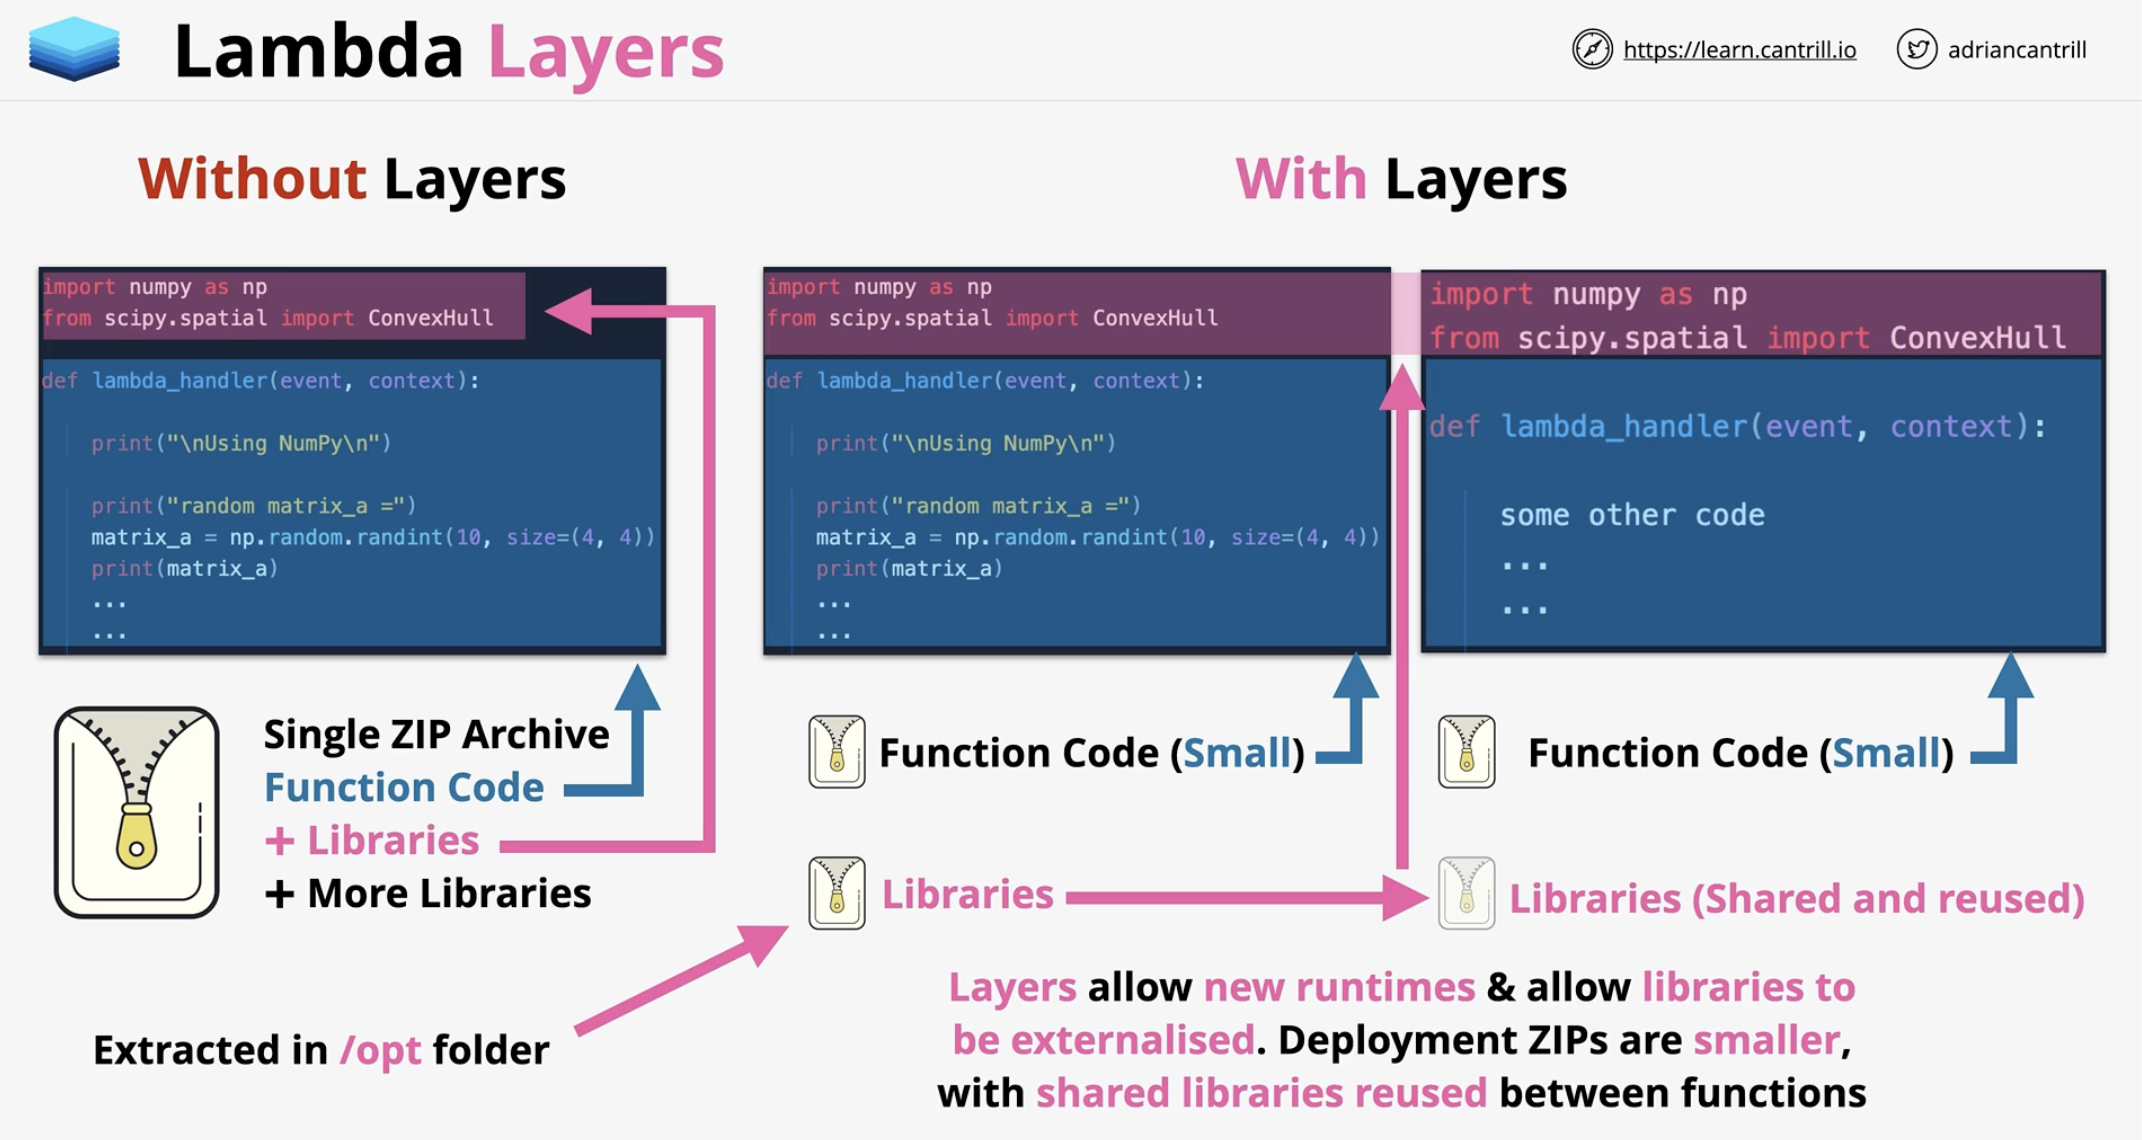 Lambda Layers
https://learn.cantrill.io
adriancantrill
Without Layers
With Layers
import numpy as np
from scipy.spatial import ConvexHull
def lambda_handler(event, context):
print("\nUsing NumPy\n")
print("random matrix_a =")
matrix_a = np.random.randint(10, size=(4, 4))
print(matrix_a)
...
...
import numpy as np
from scipy.spatial import ConvexHull
def lambda_handler(event, context):
print("\nUsing NumPy\n")
print("random matrix_a =")
matrix_a = np.random.randint(10, size=(4, 4))
print(matrix_a)
...
...
import numpy as np
from scipy.spatial import ConvexHull
def lambda_handler(event, context):
some other code
...
...
Single ZIP Archive
Function Code
+ Libraries
+ More Libraries
Function Code (Small)
Function Code (Small)
Libraries
Libraries (Shared and reused)
Extracted in /opt folder
Layers allow new runtimes & allow libraries to
be externalised. Deployment ZIPs are smaller,
with shared libraries reused between functions